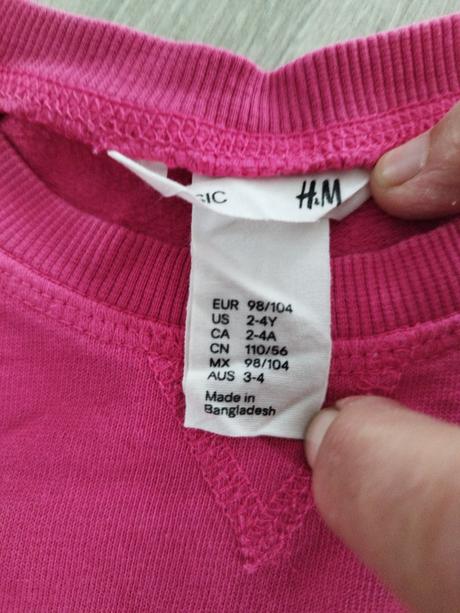 H&M
EUR 98/104
US 2-4Y
CA 2-4A
CN 110/56
MX 98/104
AUS 3-4
Made in
Bangladesh